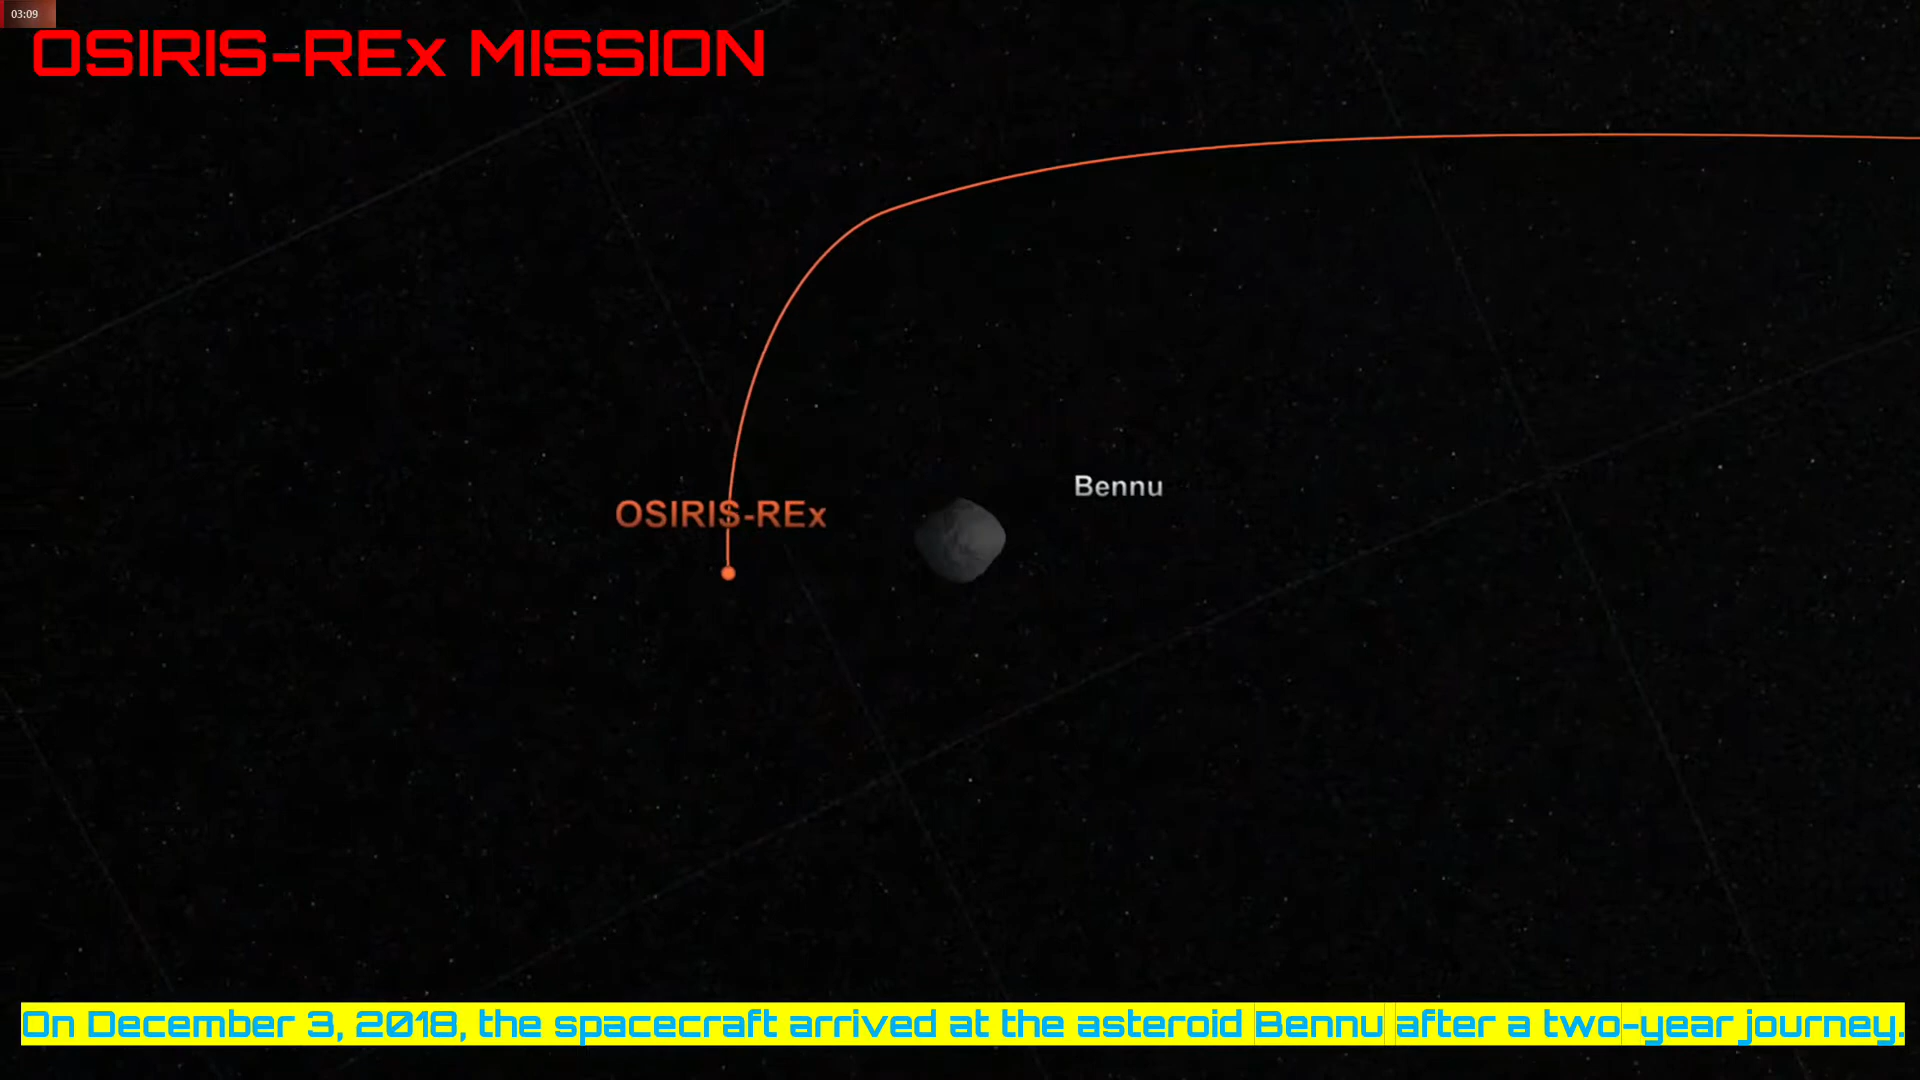 03:09
OSIRIS-REx MISSION
Bennu
OSIRIS-REx
On December 3, 2018, the spacecraft arrived at the asteroid Bennu after a two-year journey.